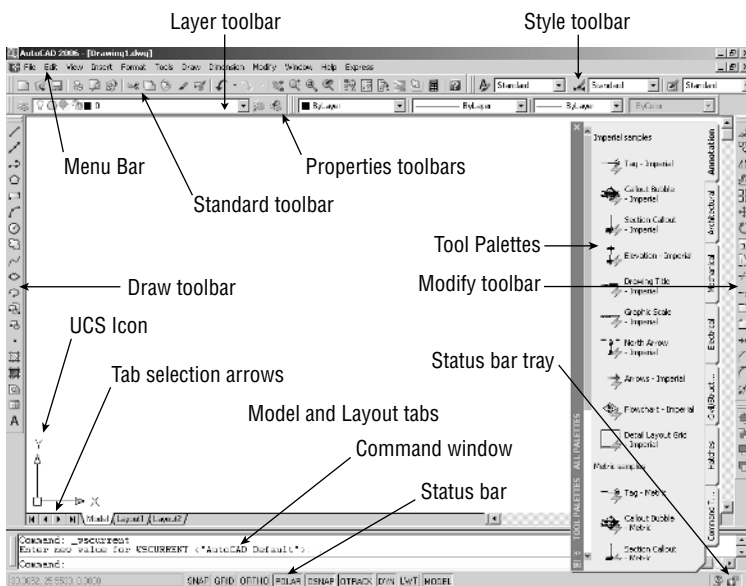 Layer toolbar
Style toolbar
AutoCAD 2006 - [Drawing1.dwg]
File Edit View Insert Format Tools Draw Dimension Modify Window Help Express
Standard Standard Standard
0 ByLayer ByLayer ByLayer ByColor
Menu Bar
Properties toolbars
Standard toolbar
Tool Palettes
Modify toolbar
Draw toolbar
UCS Icon
Tab selection arrows
Status bar tray
Model and Layout tabs
Command window
Status bar
Imperial samples
Tag - Imperial
Callout Bubble
- Imperial
Section Callout
- Imperial
Elevation - Imperial
Drawing Title
- Imperial
Graphic Scale
- Imperial
North Arrow
- Imperial
Arrows - Imperial
Flowchart - Imperial
Detail Layout Grid
- Imperial
Metric samples
Tag - Metric
Callout Bubble
- Metric
Section Callout
- Metric
Annotation
Architectural
Mechanical
Electrical
Civil/Struct...
Hatches
Command T...
TOOL PALETTES - ALL PALETTES
Y
X
Model Layout1 Layout2
Command: _wscurrent
Enter new value for WSCURRENT <"AutoCAD Default">:
Command:
SNAP GRID ORTHO POLAR OSNAP OTRACK DYN LWT MODEL